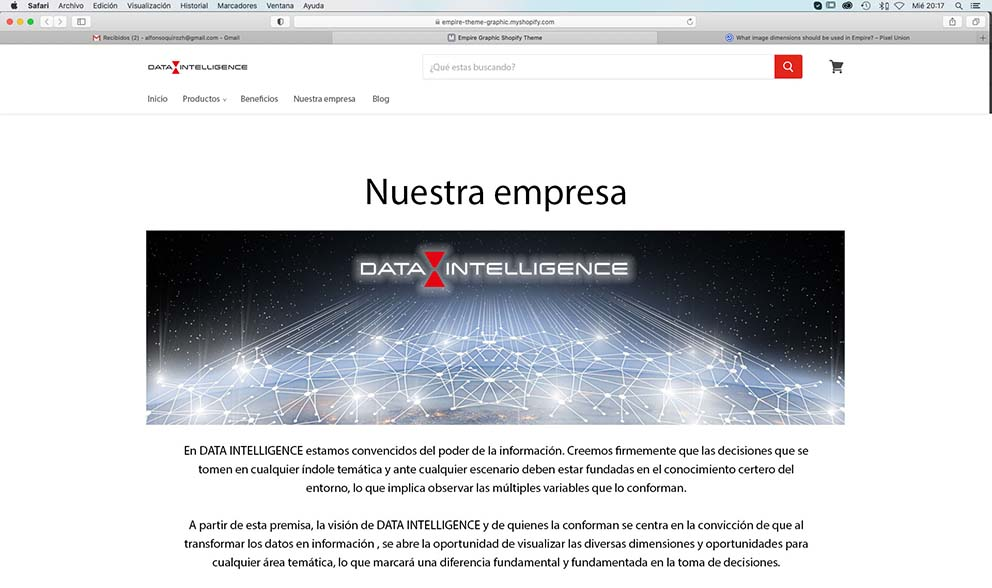 Safari Archivo Edición Visualización Historial Marcadores Ventana Ayuda Mié 20:17
empire-theme-graphic.myshopify.com
Recibidos (2) - alfonsoquirozh@gmail.com - Gmail
Empire Graphic Shopify Theme
What image dimensions should be used in Empire? – Pixel Union
DATA INTELLIGENCE
¿Qué estas buscando?
Inicio Productos Beneficios Nuestra empresa Blog
Nuestra empresa
DATA INTELLIGENCE
En DATA INTELLIGENCE estamos convencidos del poder de la información. Creemos firmemente que las decisiones que se
tomen en cualquier índole temática y ante cualquier escenario deben estar fundadas en el conocimiento certero del
entorno, lo que implica observar las múltiples variables que lo conforman.
A partir de esta premisa, la visión de DATA INTELLIGENCE y de quienes la conforman se centra en la convicción de que al
transformar los datos en información , se abre la oportunidad de visualizar las diversas dimensiones y oportunidades para
cualquier área temática, lo que marcará una diferencia fundamental y fundamentada en la toma de decisiones.